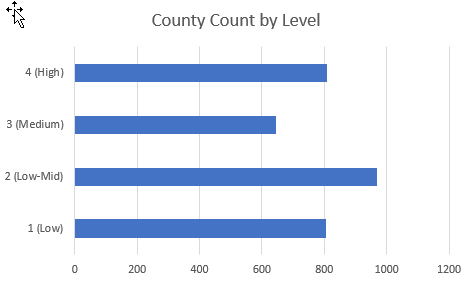 County Count by Level
4 (High)
3 (Medium)
2 (Low-Mid)
1 (Low)
0 200 400 600 800 1000 1200